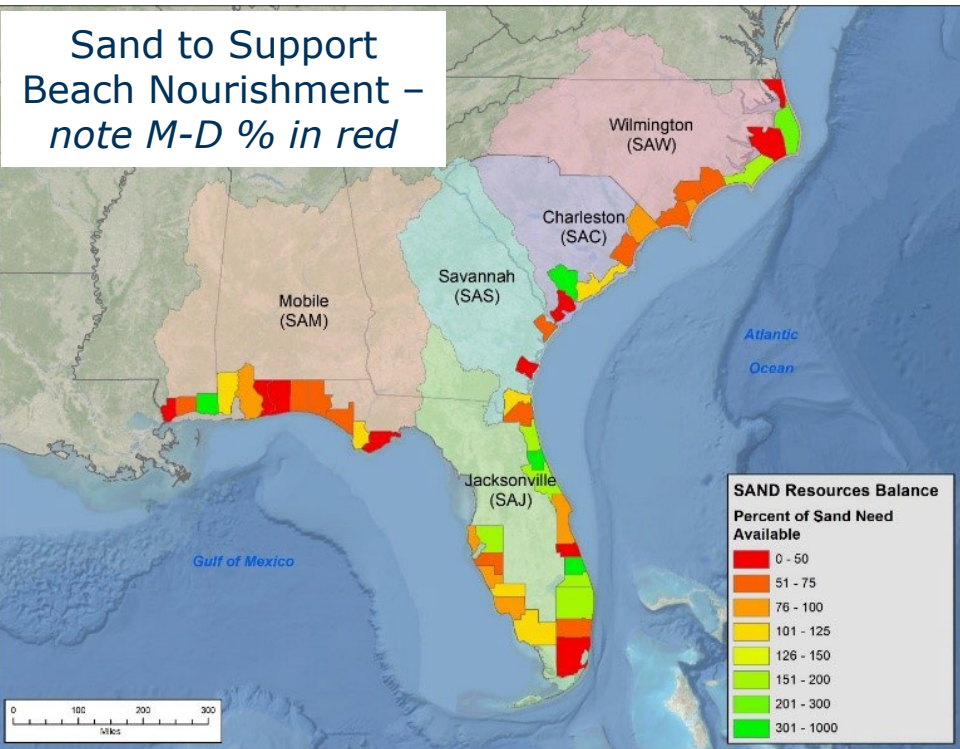 Sand to Support
Beach Nourishment –
note M-D % in red
Wilmington
(SAW)
Charleston
(SAC)
Savannah
(SAS)
Mobile
(SAM)
Atlantic
Ocean
Jacksonville
(SAJ)
Gulf of Mexico
SAND Resources Balance
Percent of Sand Need
Available
0 - 50
51 - 75
76 - 100
101 - 125
126 - 150
151 - 200
201 - 300
301 - 1000
0 100 200 300
Miles